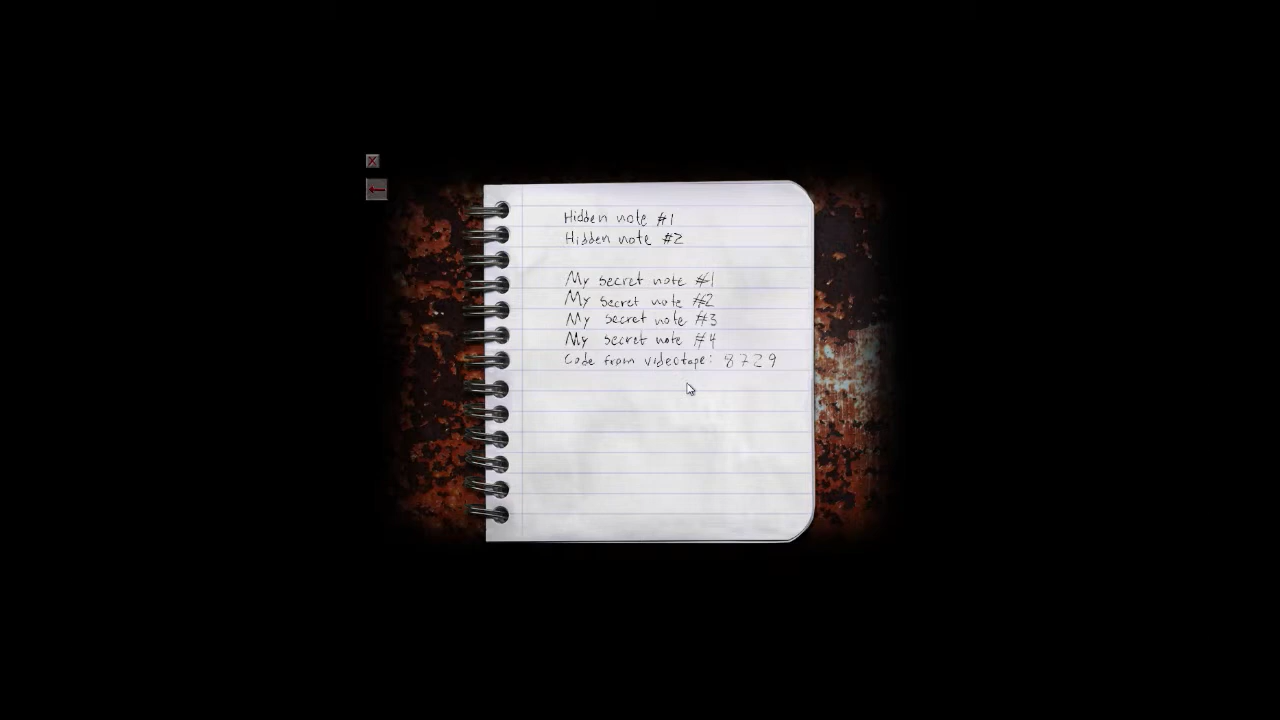 Hidden note #1
Hidden note #2
My secret note #1
My secret note #2
My secret note #3
My secret note #4
Code from videotape: 8729